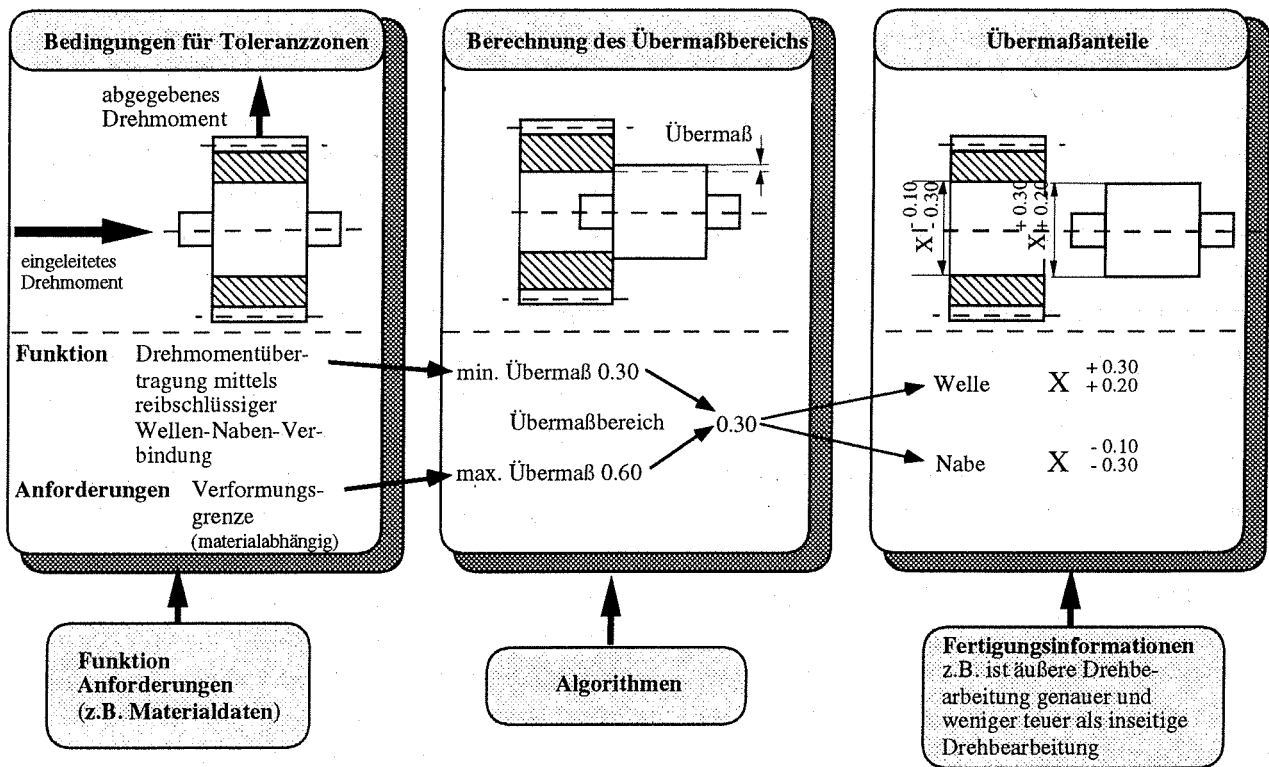 Bedingungen für Toleranzzonen
abgegebenes
Drehmoment
eingeleitetes
Drehmoment
Funktion Drehmomentüber-
tragung mittels
reibschlüssiger
Wellen-Naben-Ver-
bindung
Anforderungen Verformungs-
grenze
(materialabhängig)
Funktion
Anforderungen
(z.B. Materialdaten)
Berechnung des Übermaßbereichs
Übermaß
min. Übermaß 0.30
Übermaßbereich 0.30
max. Übermaß 0.60
Algorithmen
Übermaßanteile
X - 0.10
- 0.30
X + 0.30
+ 0.20
Welle X + 0.30
+ 0.20
Nabe X - 0.10
- 0.30
Fertigungsinformationen
z.B. ist äußere Drehbe-
arbeitung genauer und
weniger teuer als inseitige
Drehbearbeitung